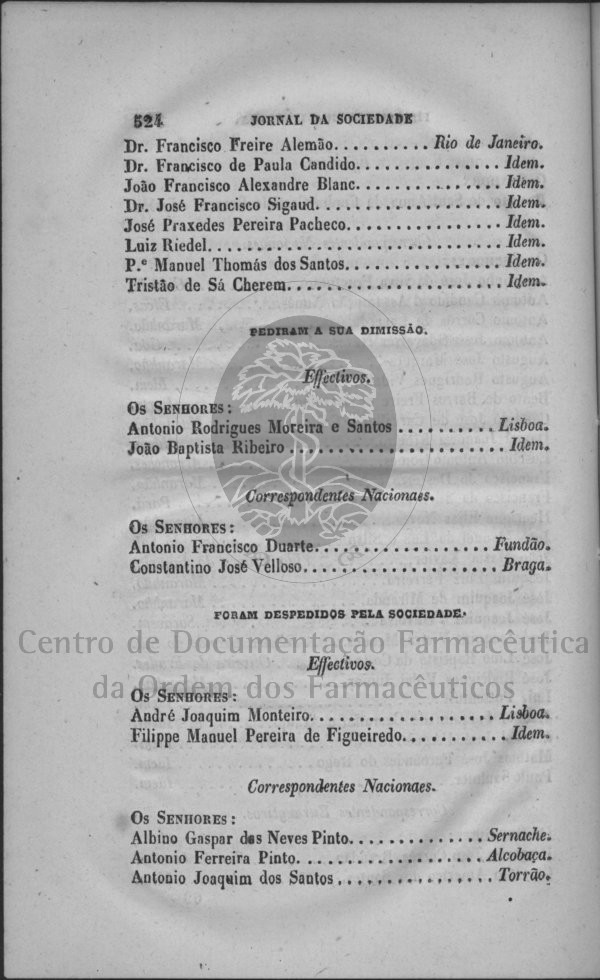 524 JORNAL DA SOCIEDADE
Dr. Francisco Freire Alemão.......... Rio de Janeiro.
Dr. Francisco de Paula Candido............... Idem.
João Francisco Alexandre Blanc............... Idem.
Dr. José Francisco Sigaud................... Idem.
José Praxedes Pereira Pacheco................ Idem.
Luiz Riedel.............................. Idem.
P.e Manuel Thomás dos Santos................ Idem.
Tristão de Sá Cherem...................... Idem.
PEDIRAM A SUA DIMISSÃO.
Effectivos.
OS SENHORES:
Antonio Rodrigues Moreira e Santos .......... Lisboa.
João Baptista Ribeiro ...................... Idem.
Correspondentes Nacionaes.
OS SENHORES:
Antonio Francisco Duarte.................. Fundão.
Constantino José Velloso.................... Braga.
FORAM DESPEDIDOS PELA SOCIEDADE.
Centro de Documentação Farmacêutica
Effectivos.
da Ordem dos Farmacêuticos
OS SENHORES:
André Joaquim Monteiro................... Lisboa.
Filippe Manuel Pereira de Figueiredo........... Idem.
Correspondentes Nacionaes.
OS SENHORES:
Albino Gaspar das Neves Pinto.............. Sernache.
Antonio Ferreira Pinto................... Alcobaça.
Antonio Joaquim dos Santos ................ Torrão.